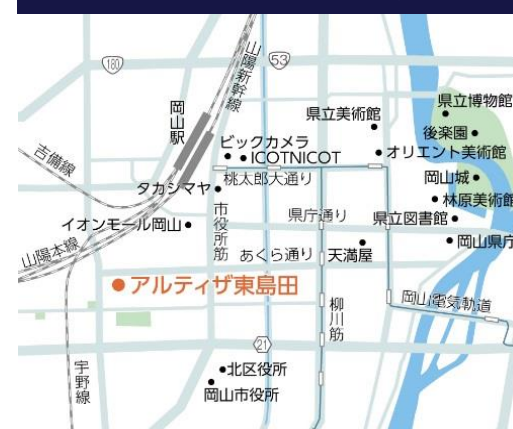 180
53
山陽新幹線
岡山駅
吉備線
県立博物館
県立美術館
後楽園
ビックカメラ
ICOTNICOT
オリエント美術館
桃太郎大通り
岡山城
タカシマヤ
林原美術館
市役所筋
県庁通り
県立図書館
イオンモール岡山
岡山県庁
山陽本線
あくら通り
天満屋
アルティザ東島田
岡山電気軌道
柳川筋
21
宇野線
北区役所
岡山市役所